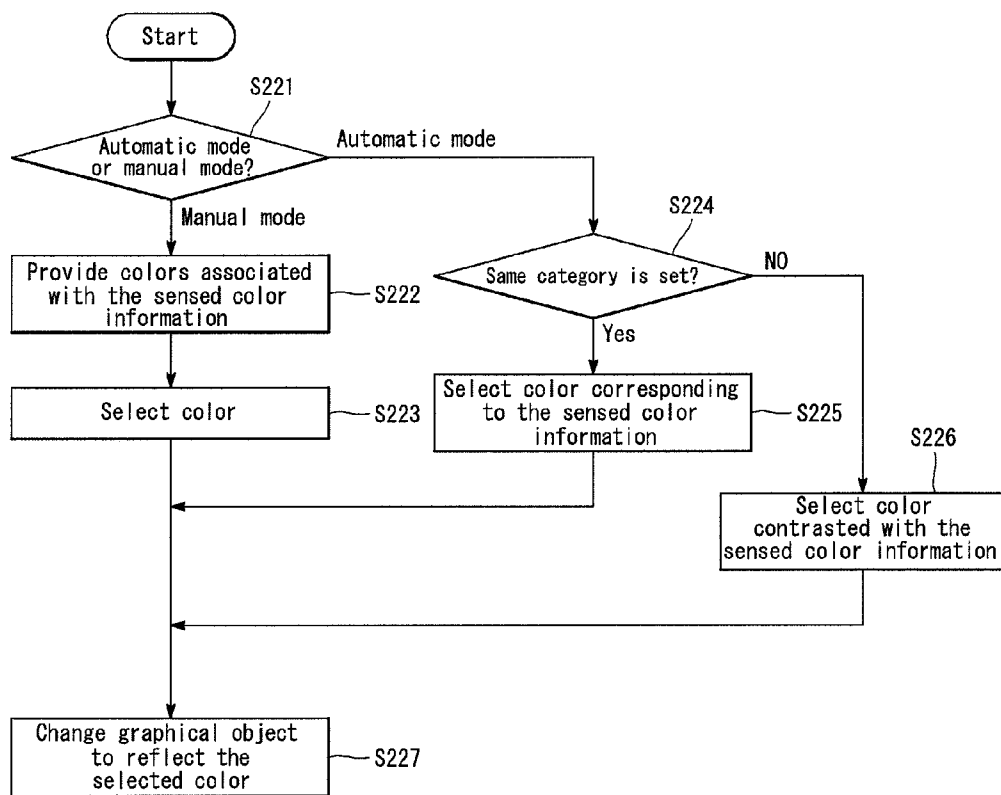 Start
S221
Automatic mode
or manual mode?
Automatic mode
Manual mode
S224
Same category is set?
NO
Yes
Provide colors associated
with the sensed color
information
S222
Select color
S223
Select color corresponding
to the sensed color
information
S225
S226
Select color
contrasted with the
sensed color information
Change graphical object
to reflect the
selected color
S227